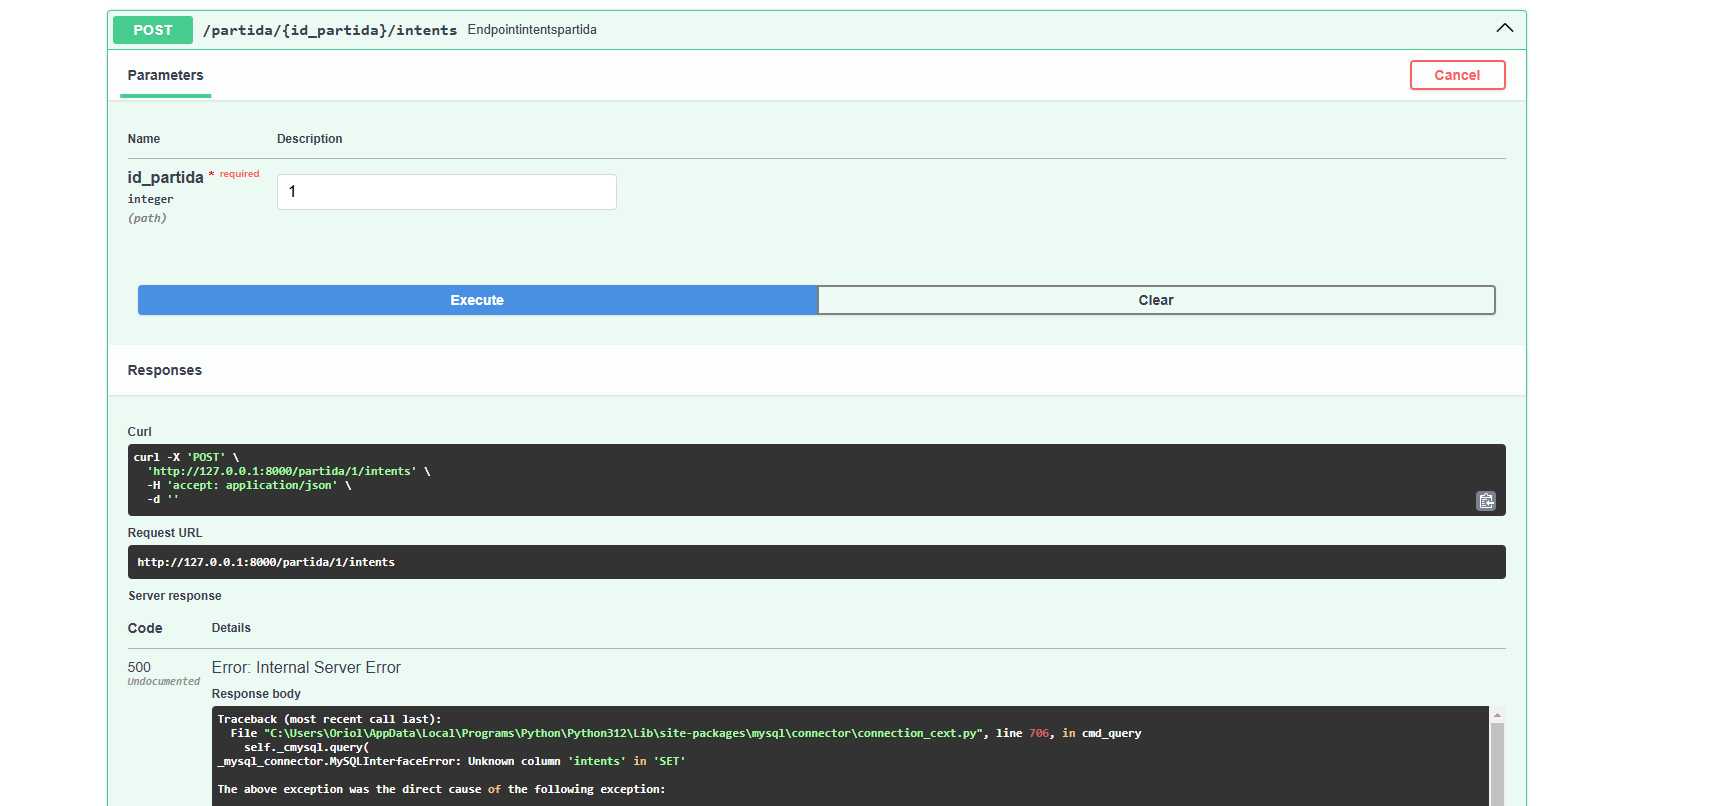 POST /partida/{id_partida}/intents Endpointintentspartida
Parameters
Cancel
Name Description
id_partida * required
integer
(path)
1
Execute Clear
Responses
Curl
curl -X 'POST' \
'http://127.0.0.1:8000/partida/1/intents' \
-H 'accept: application/json' \
-d ''
Request URL
http://127.0.0.1:8000/partida/1/intents
Server response
Code Details
500
Undocumented
Error: Internal Server Error
Response body
Traceback (most recent call last):
File "C:\Users\Oriol\AppData\Local\Programs\Python\Python312\Lib\site-packages\mysql\connector\connection_cext.py", line 706, in cmd_query
self._cmysql.query(
_mysql_connector.MySQLInterfaceError: Unknown column 'intents' in 'SET'
The above exception was the direct cause of the following exception: